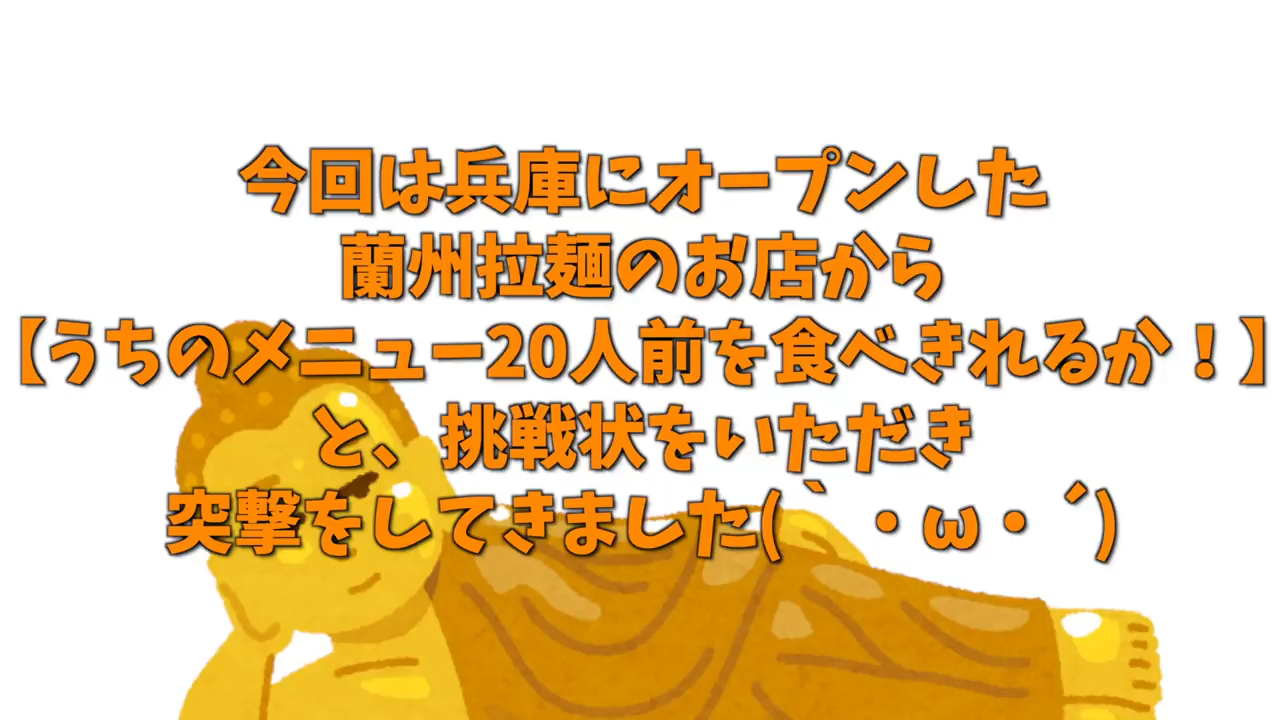 今回は兵庫にオープンした
蘭州拉麺のお店から
【うちのメニュー20人前を食べきれるか！】
と、挑戦状をいただき
突撃をしてきました(｀・ω・´)